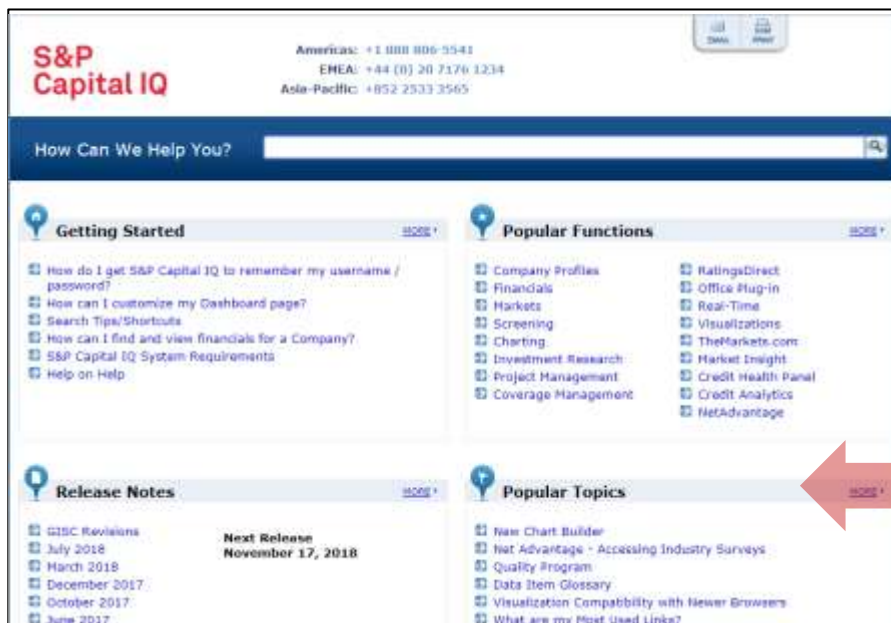 S&P
Capital IQ
Americas: +1 888 806-5541
EMEA: +44 (0) 20 7176 1234
Asia-Pacific: +852 2533 3565
EMAIL PRINT
How Can We Help You?
Getting Started MORE
How do I get S&P Capital IQ to remember my username /
password?
How can I customize my Dashboard page?
Search Tips/Shortcuts
How can I find and view financials for a Company?
S&P Capital IQ System Requirements
Help on Help
Popular Functions MORE
Company Profiles
Financials
Markets
Screening
Charting
Investment Research
Project Management
Coverage Management
RatingsDirect
Office Plug-in
Real-Time
Visualizations
TheMarkets.com
Market Insight
Credit Health Panel
Credit Analytics
NetAdvantage
Release Notes MORE
GISC Revisions
July 2018
March 2018
December 2017
October 2017
June 2017
Next Release
November 17, 2018
Popular Topics MORE
New Chart Builder
Net Advantage - Accessing Industry Surveys
Quality Program
Data Item Glossary
Visualization Compatibility with Newer Browsers
What are my Most Used Links?